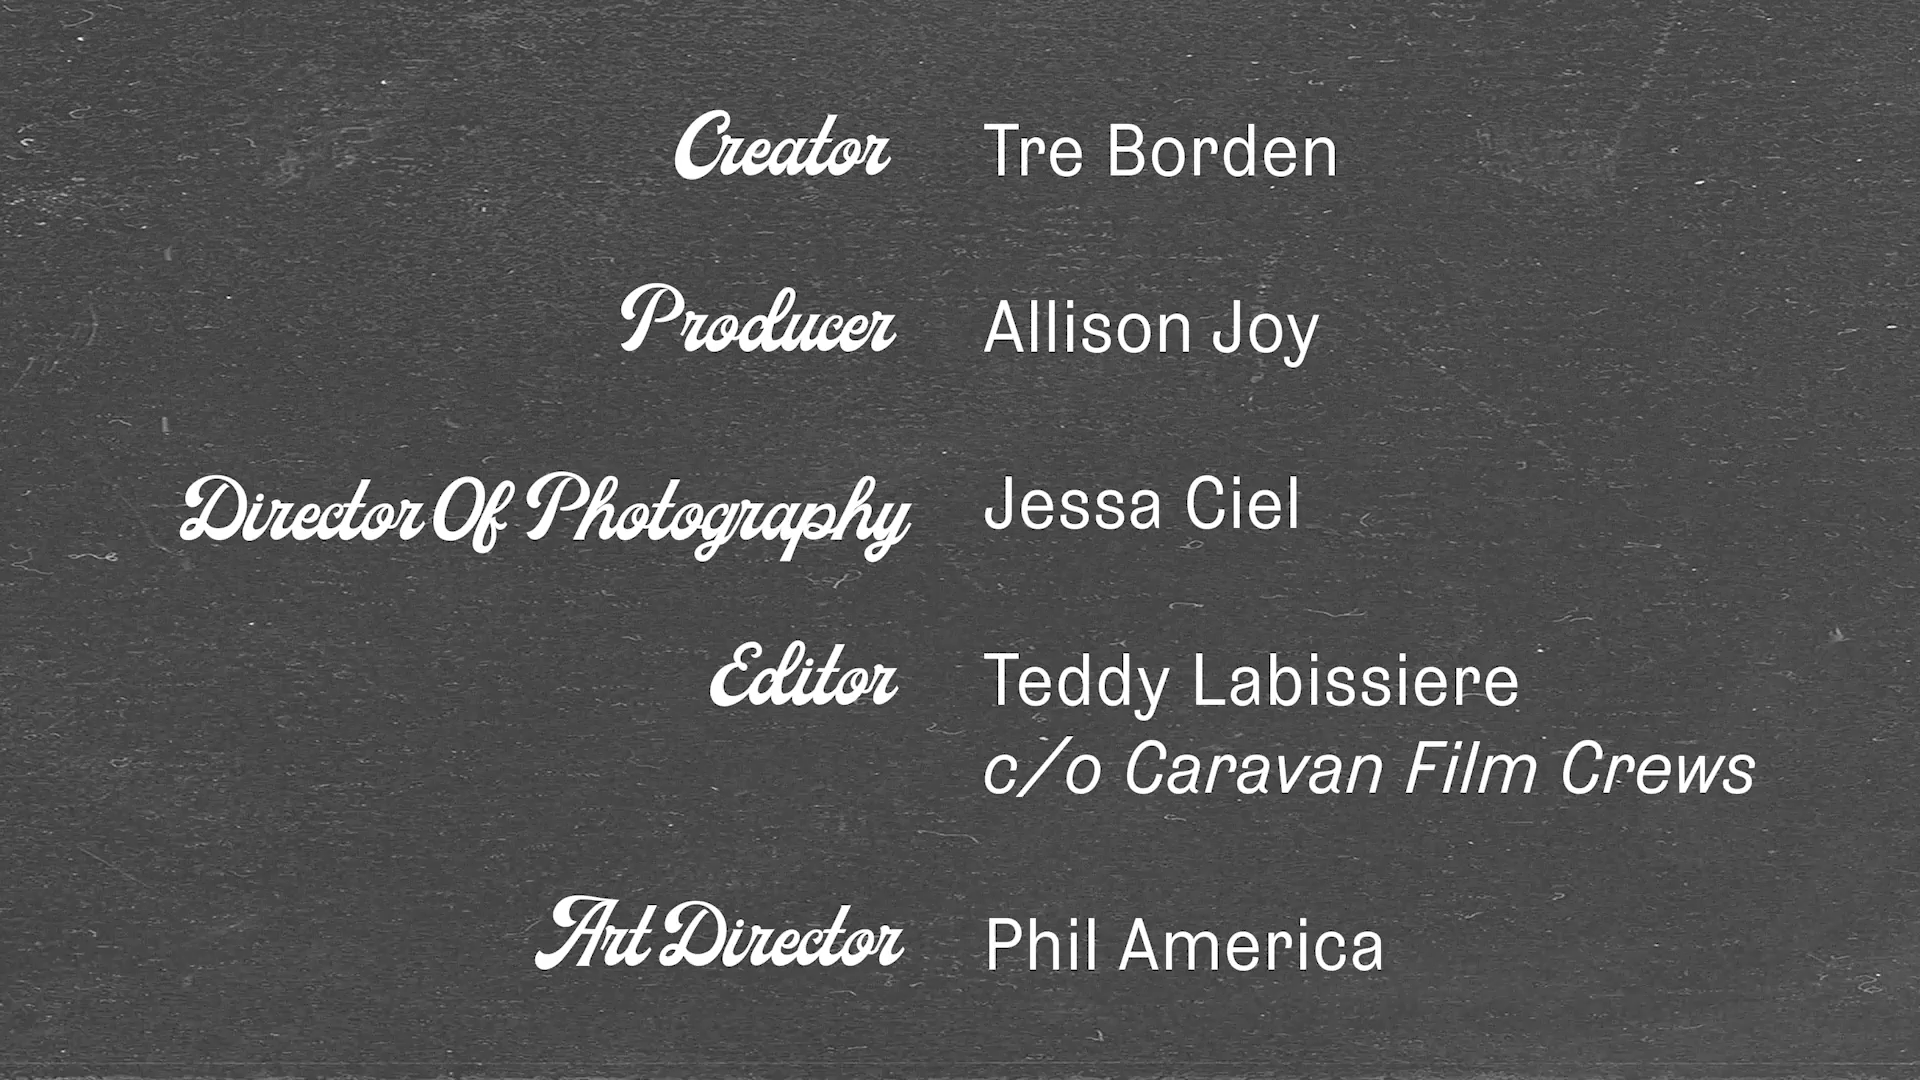 Creator Tre Borden
Producer Allison Joy
Director Of Photography Jessa Ciel
Editor Teddy Labissiere
c/o Caravan Film Crews
Art Director Phil America